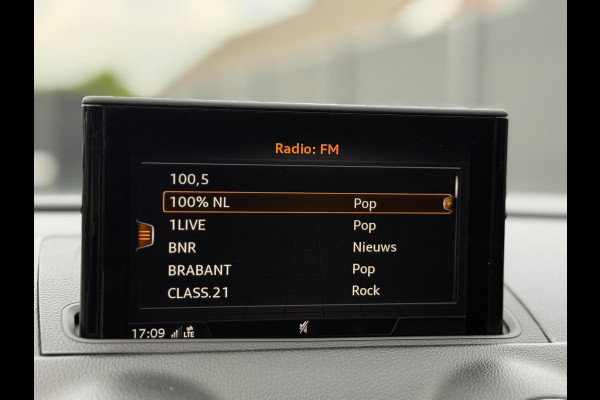 Radio: FM
100,5
100% NL Pop
1LIVE Pop
BNR Nieuws
BRABANT Pop
CLASS.21 Rock
17:09 LTE